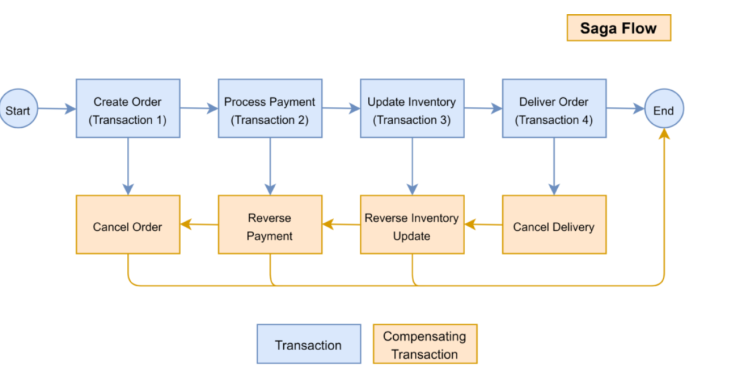 Saga Flow
Start
Create Order
(Transaction 1)
Process Payment
(Transaction 2)
Update Inventory
(Transaction 3)
Deliver Order
(Transaction 4)
End
Cancel Order
Reverse
Payment
Reverse Inventory
Update
Cancel Delivery
Transaction
Compensating
Transaction